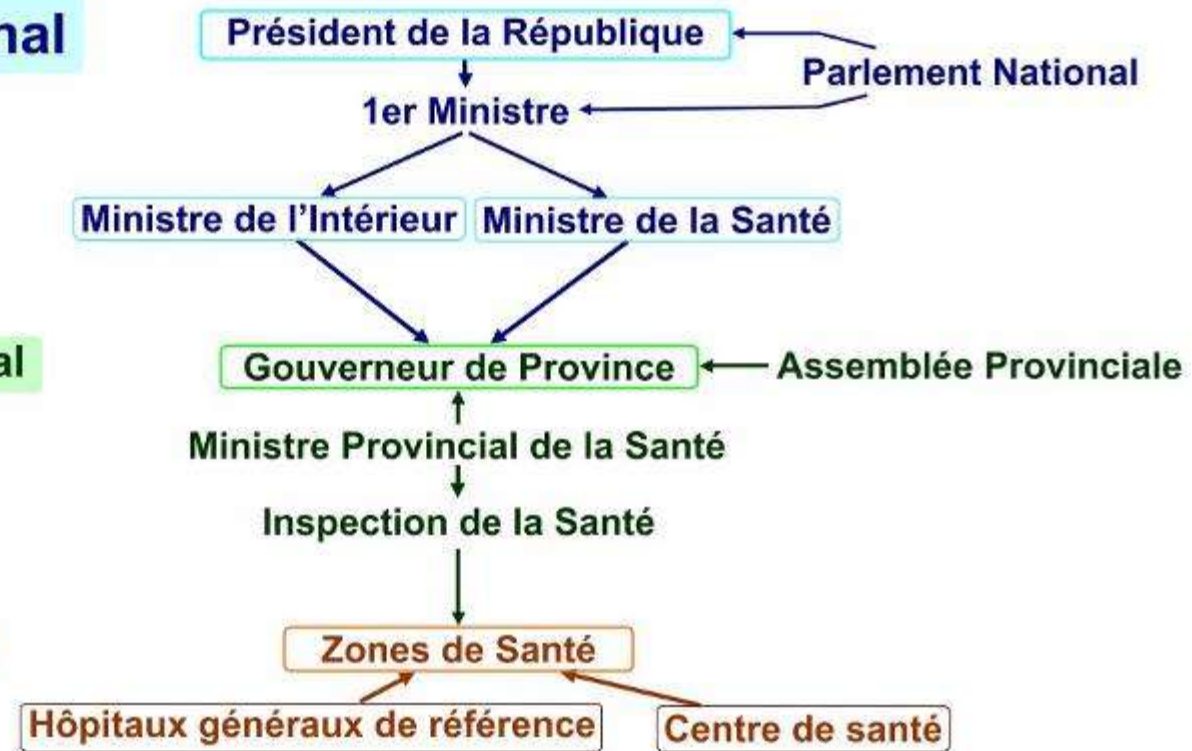 Président de la République
Parlement National
1er Ministre
Ministre de l'Intérieur
Ministre de la Santé
Gouverneur de Province
Assemblée Provinciale
Ministre Provincial de la Santé
Inspection de la Santé
Zones de Santé
Hôpitaux généraux de référence
Centre de santé